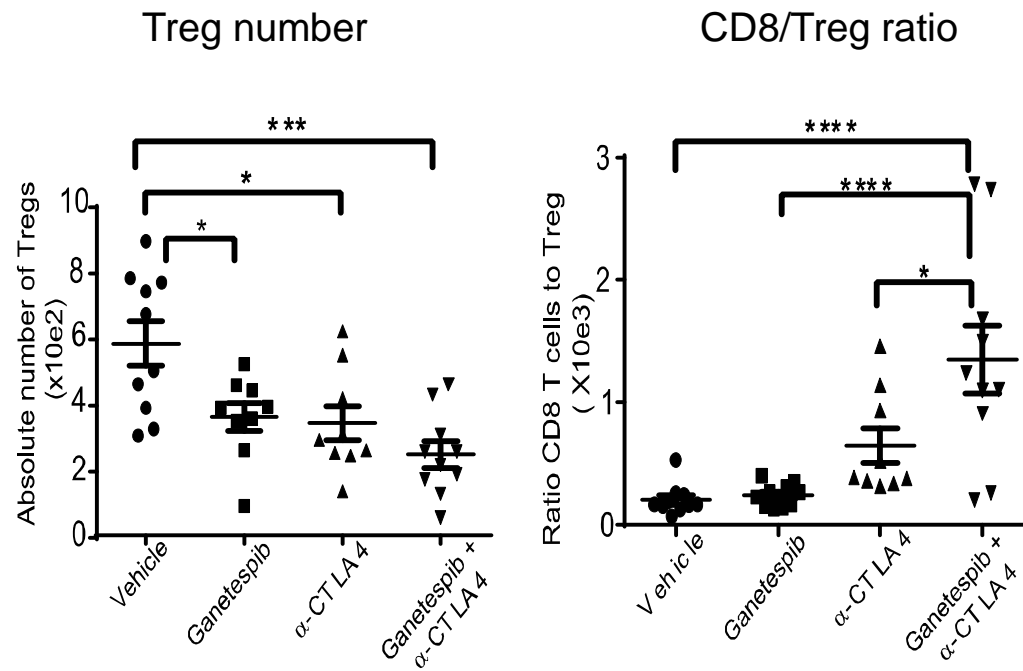 Treg number
Absolute number of Tregs
(x10e2)
10
8
6
4
2
0
***
*
*
Vehicle
Ganetespib
α-CTLA4
Ganetespib +
α-CTLA4
CD8/Treg ratio
Ratio CD8 T cells to Treg
( X10e3)
3
2
1
0
****
****
*
Vehicle
Ganetespib
α-CTLA4
Ganetespib +
α-CTLA4